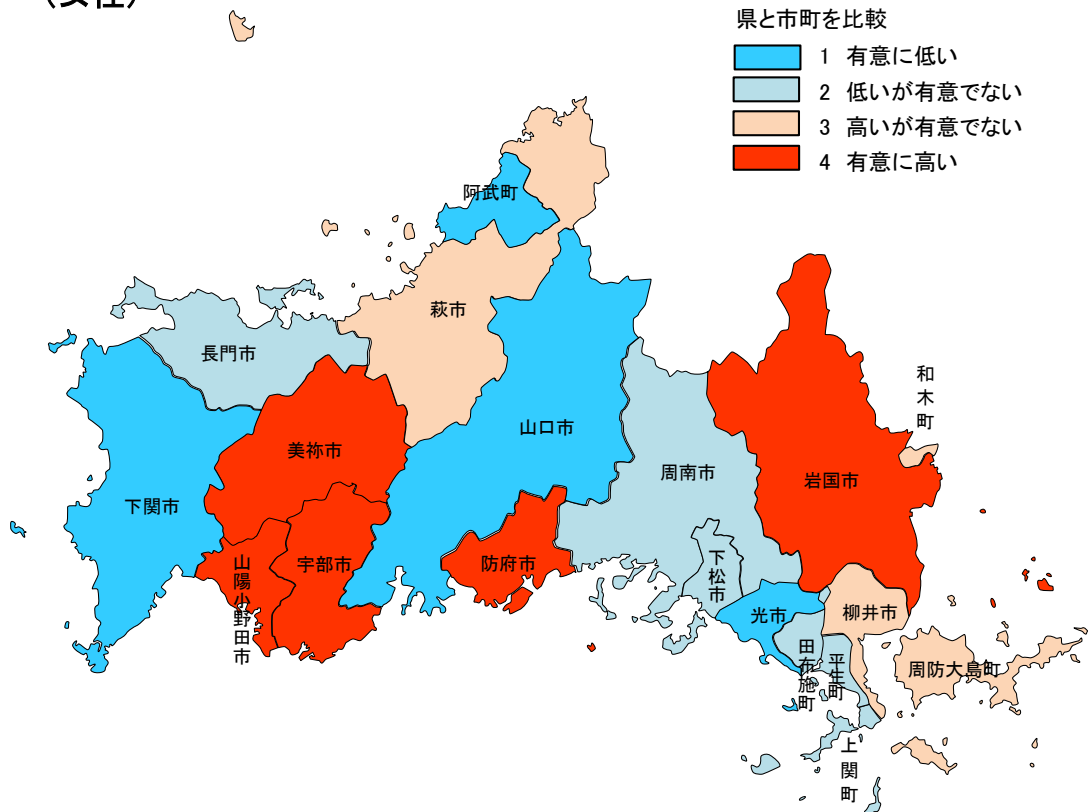 (女性)
県と市町を比較
1 有意に低い
2 低いが有意でない
3 高いが有意でない
4 有意に高い
阿武町
萩市
長門市
和木町
山口市
美祢市
周南市
岩国市
下関市
山陽小野田市
宇部市
防府市
下松市
光市
柳井市
田布施町
平生町
周防大島町
上関町